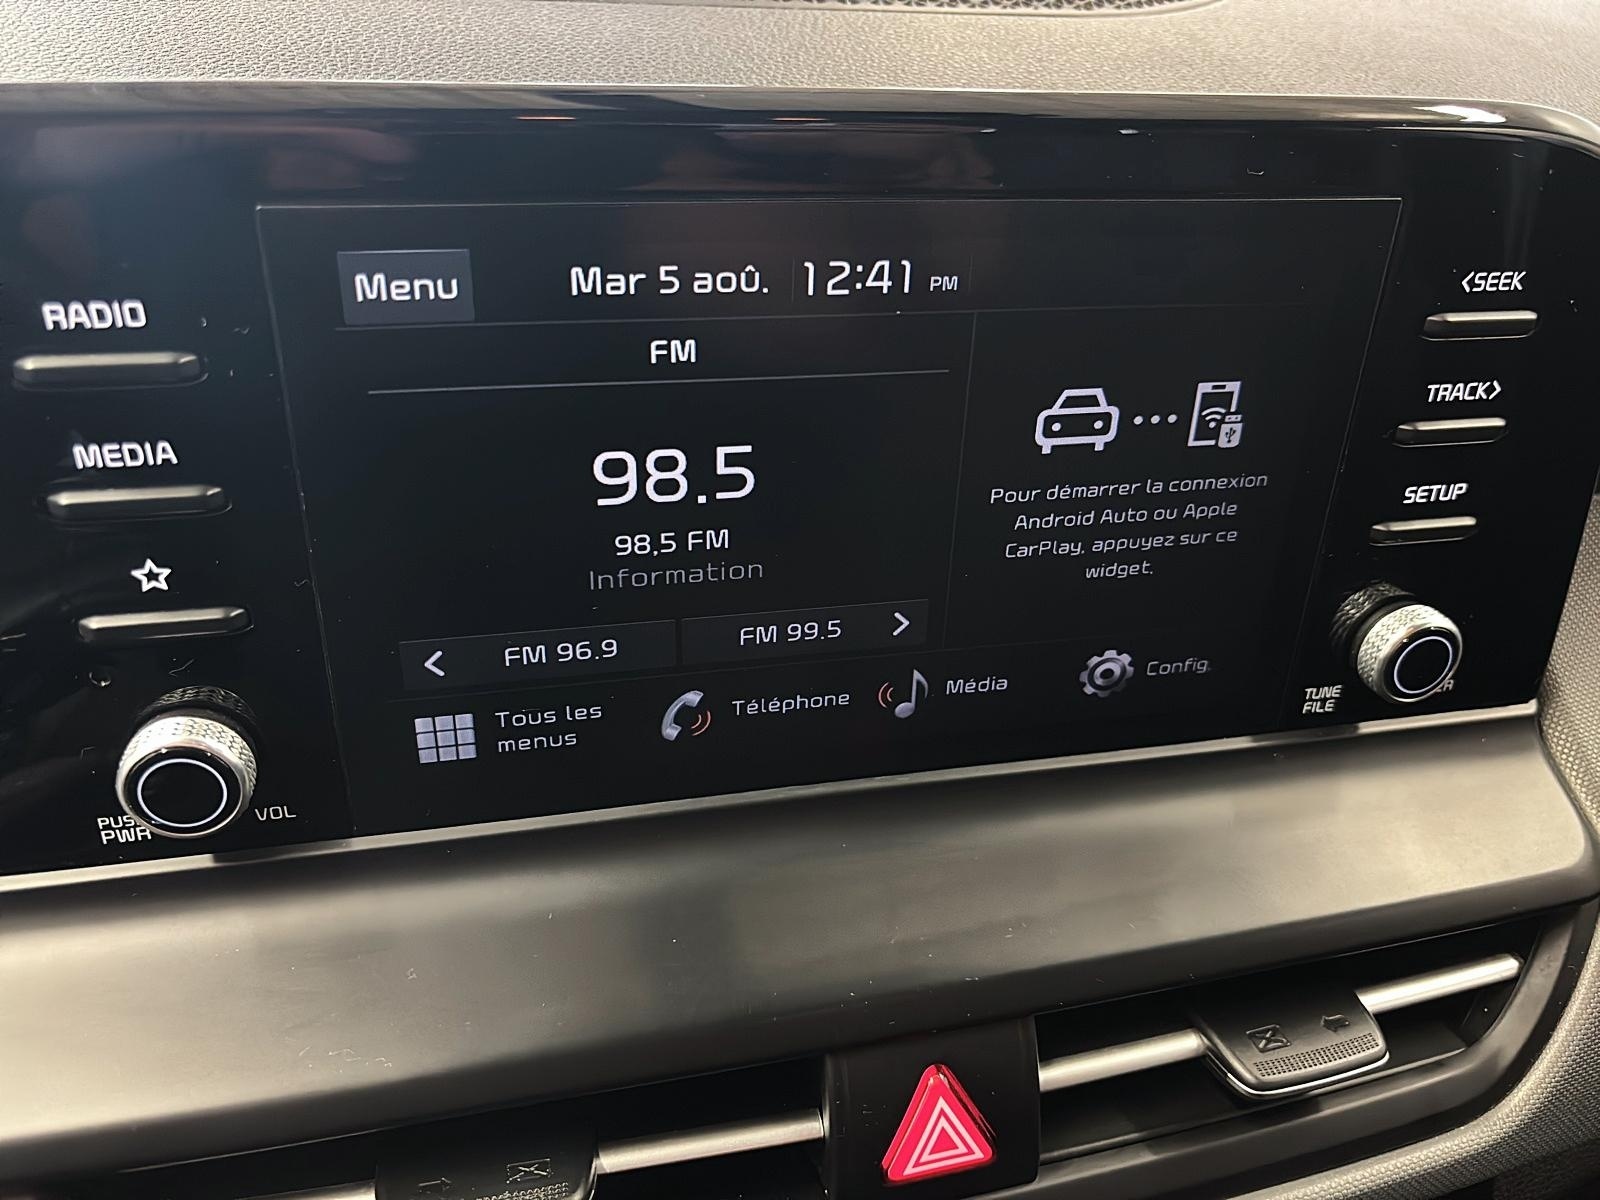 RADIO
MEDIA
VOL
Menu
Mar 5 aoû. 12:41 PM
FM
98.5
98,5 FM
Information
FM 96.9
FM 99.5
Pour démarrer la connexion
Android Auto ou Apple
CarPlay, appuyez sur ce
widget.
Tous les
menus
Téléphone
Média
Config.
<SEEK
TRACK>
SETUP
TUNE
FILE
PWR